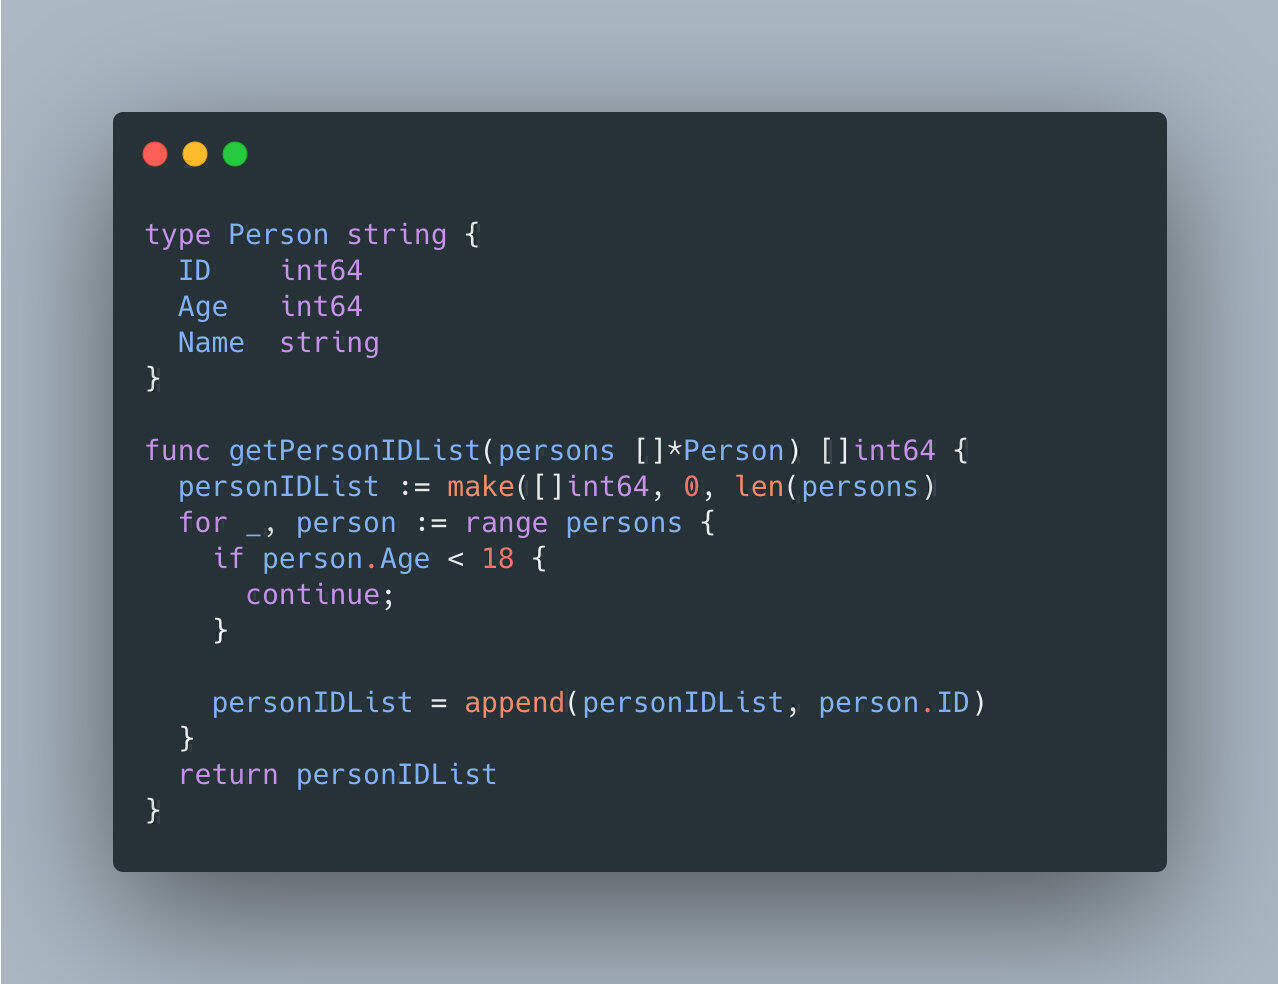 type Person string {
  ID    int64
  Age   int64
  Name  string
}

func getPersonIDList(persons []*Person) []int64 {
  personIDList := make([]int64, 0, len(persons)
  for _, person := range persons {
    if person.Age < 18 {
      continue;
    }

    personIDList = append(personIDList, person.ID)
  }
  return personIDList
}